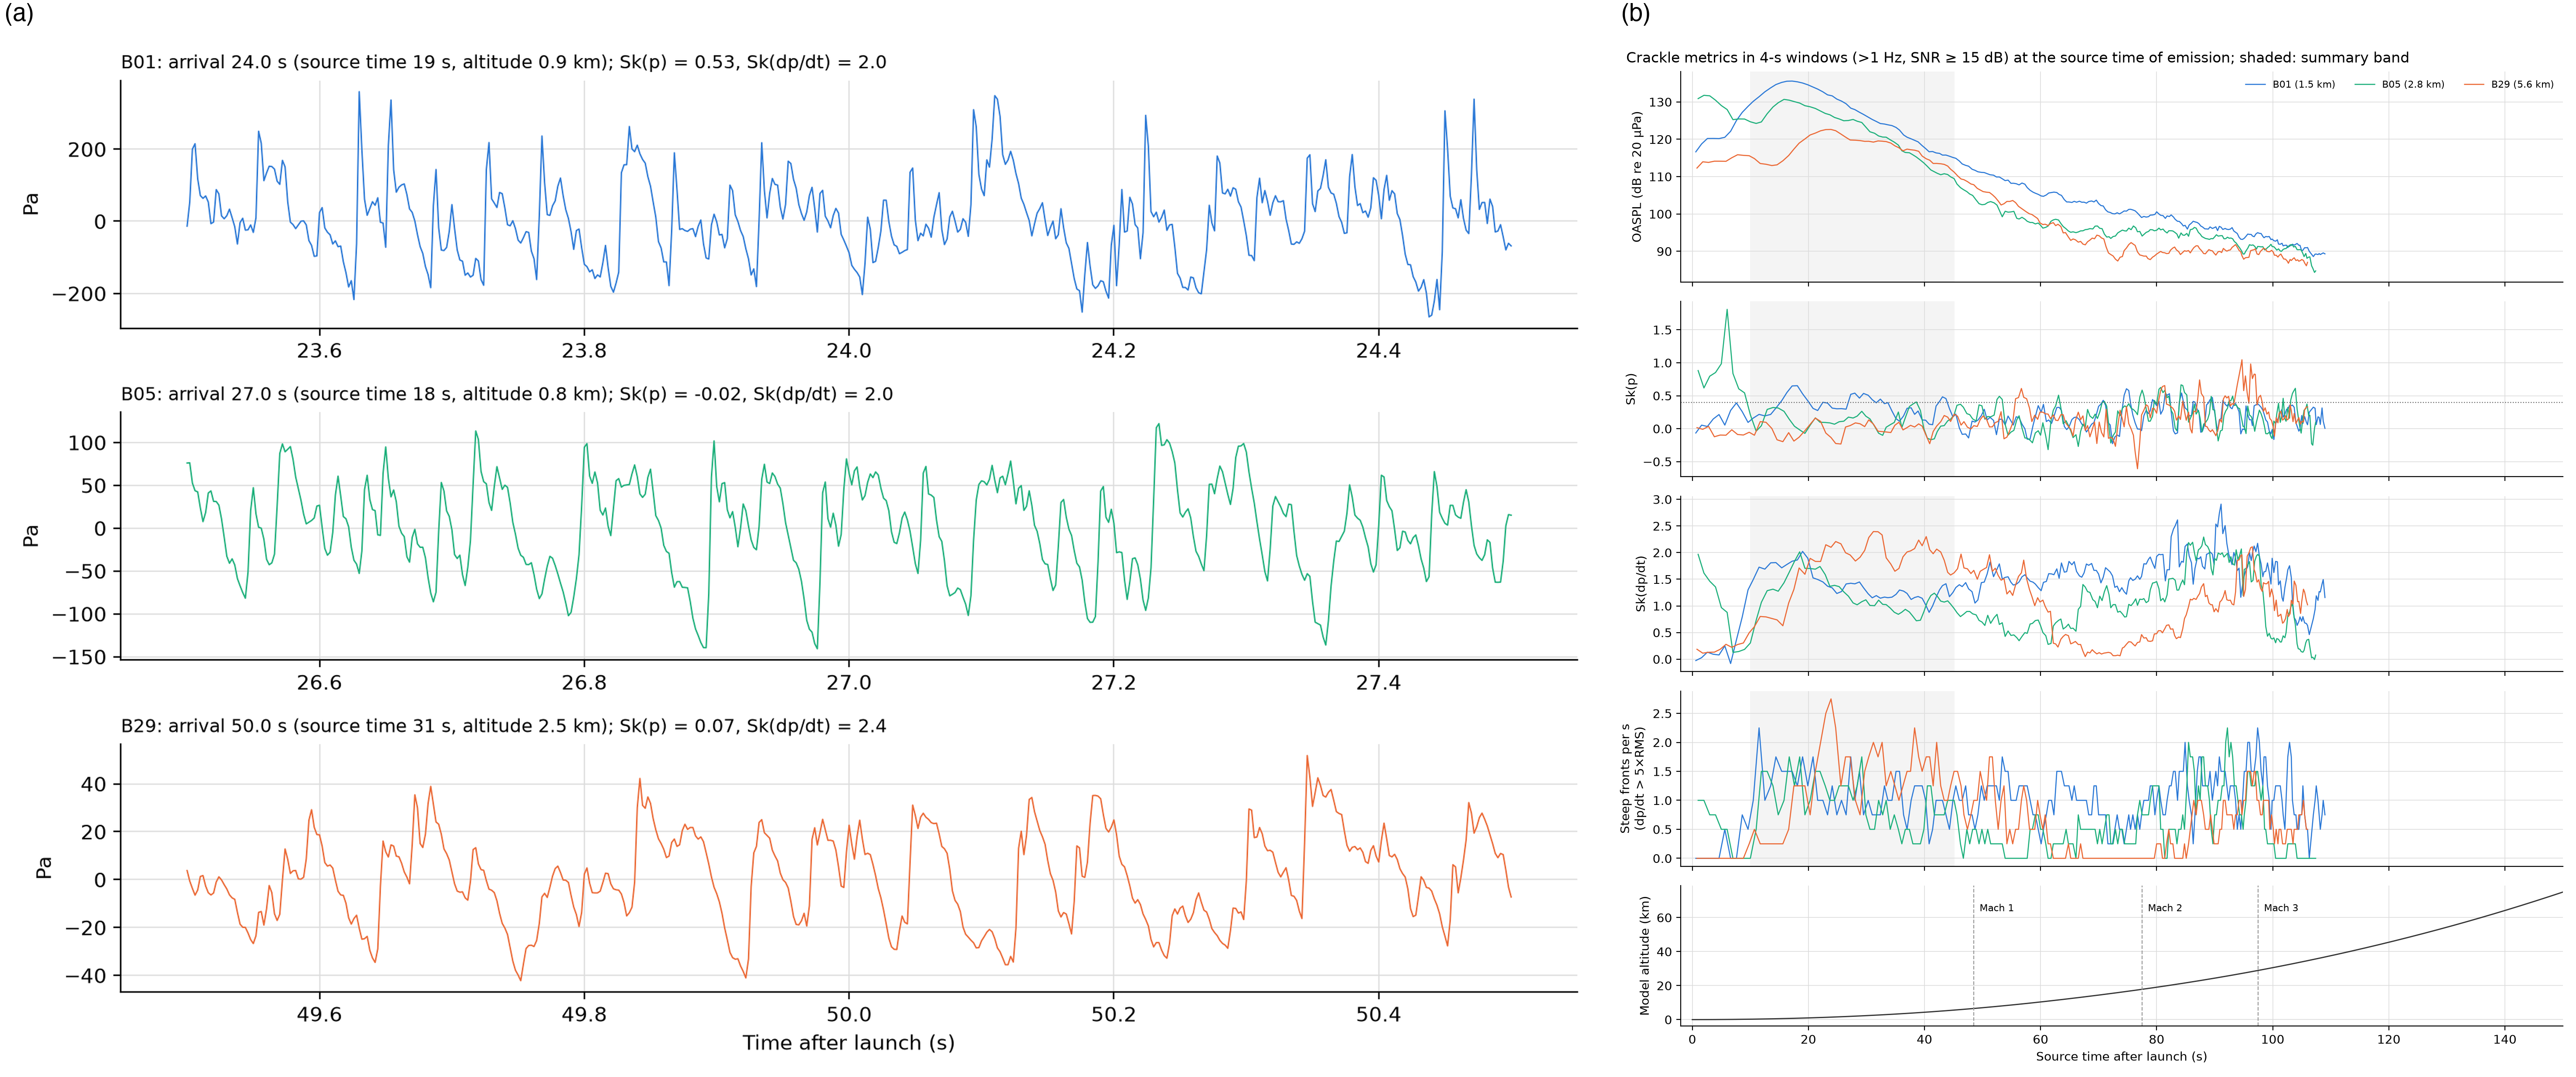 (a)
B01: arrival 24.0 s (source time 19 s, altitude 0.9 km); Sk(p) = 0.53, Sk(dp/dt) = 2.0
Pa
200
0
−200
23.6 23.8 24.0 24.2 24.4
B05: arrival 27.0 s (source time 18 s, altitude 0.8 km); Sk(p) = -0.02, Sk(dp/dt) = 2.0
Pa
100
50
0
−50
−100
−150
26.6 26.8 27.0 27.2 27.4
B29: arrival 50.0 s (source time 31 s, altitude 2.5 km); Sk(p) = 0.07, Sk(dp/dt) = 2.4
Pa
40
20
0
−20
−40
49.6 49.8 50.0 50.2 50.4
Time after launch (s)
(b)
Crackle metrics in 4-s windows (>1 Hz, SNR ≥ 15 dB) at the source time of emission; shaded: summary band
B01 (1.5 km) B05 (2.8 km) B29 (5.6 km)
OASPL (dB re 20 µPa)
130
120
110
100
90
Sk(p)
1.5
1.0
0.5
0.0
−0.5
Sk(dp/dt)
3.0
2.5
2.0
1.5
1.0
0.5
0.0
Steep fronts per s
(dp/dt > 5×RMS)
2.5
2.0
1.5
1.0
0.5
0.0
Model altitude (km)
60
40
20
0
Mach 1 Mach 2 Mach 3
0 20 40 60 80 100 120 140
Source time after launch (s)